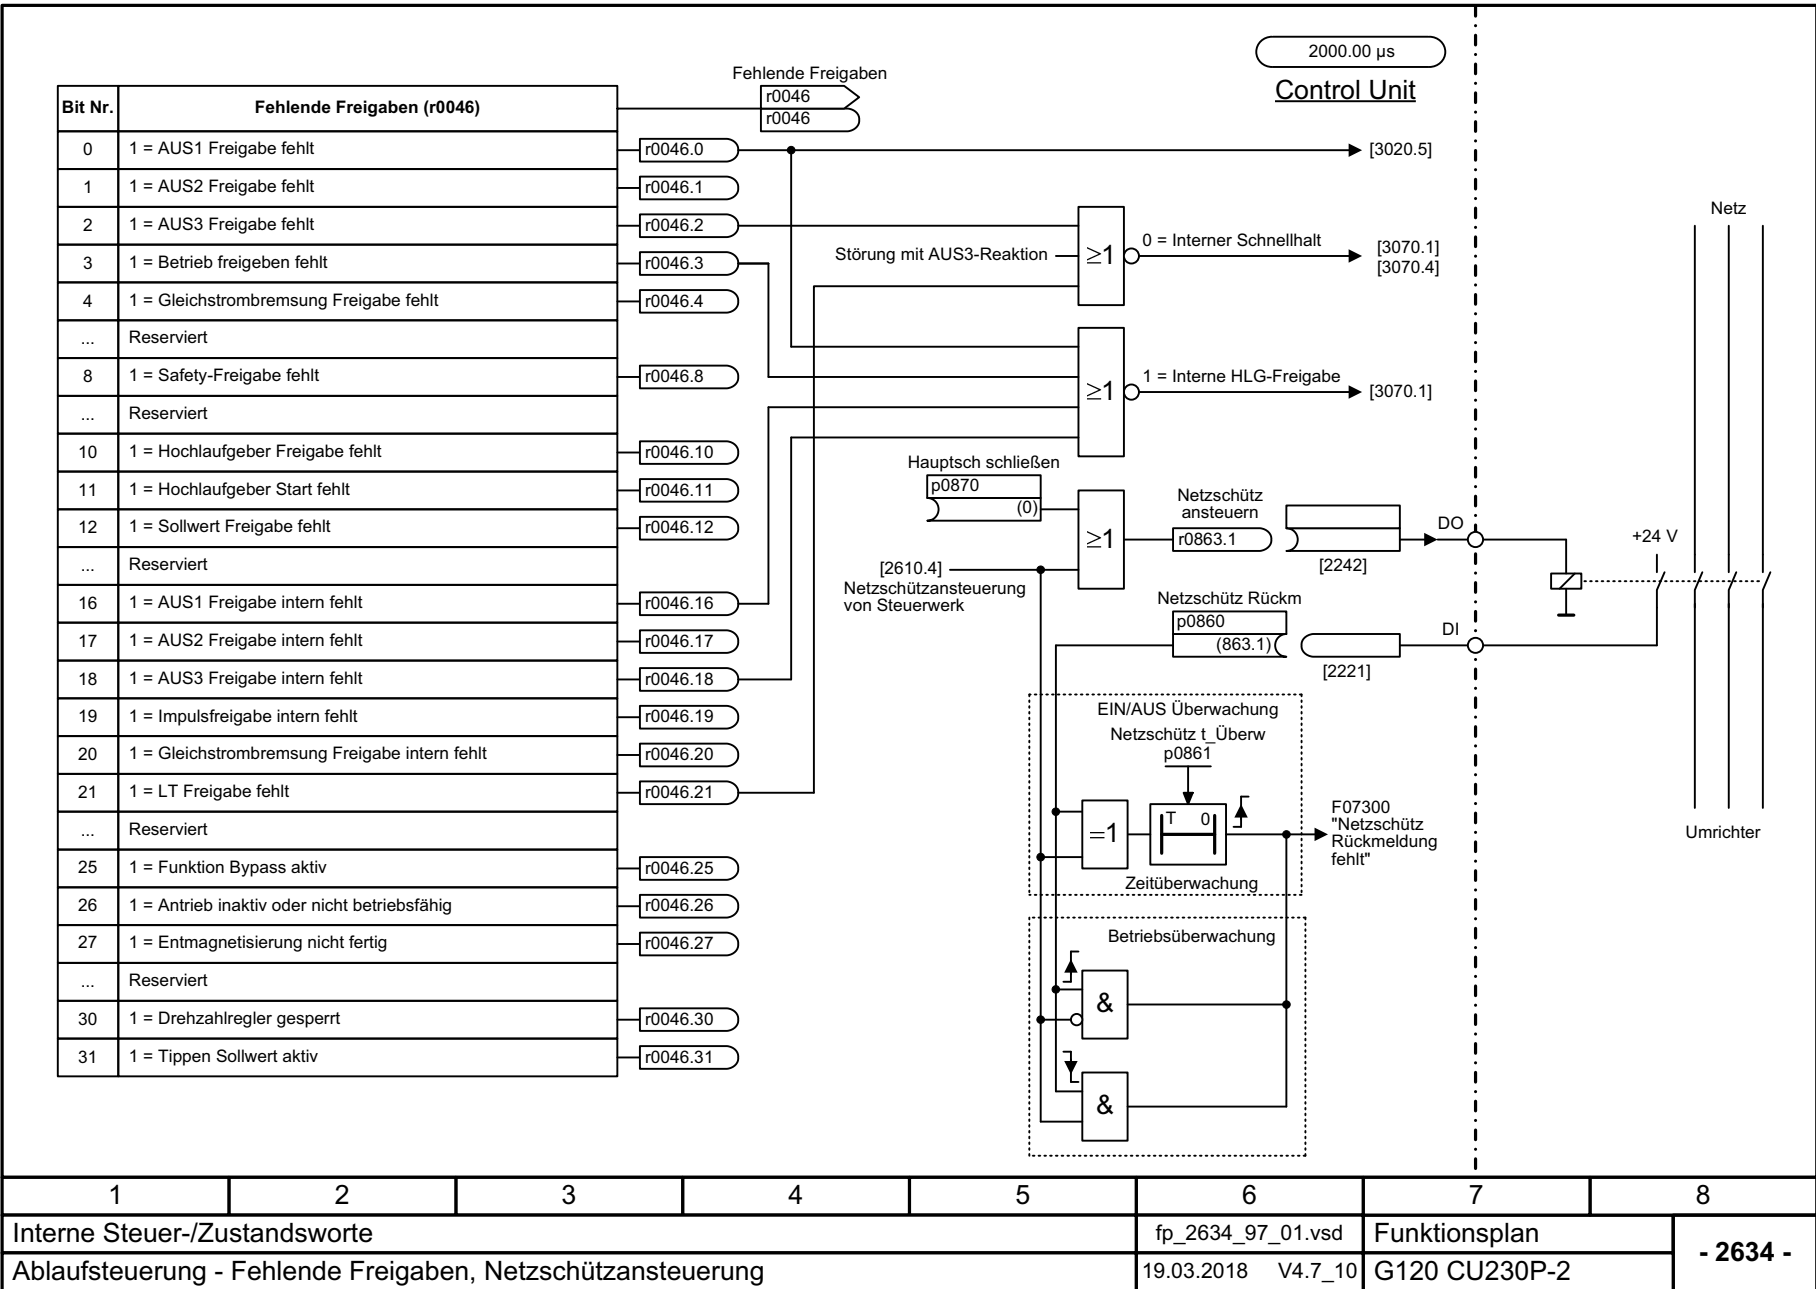 2000.00 µs
Control Unit
Fehlende Freigaben
r0046
r0046
Bit Nr. Fehlende Freigaben (r0046)
0 1 = AUS1 Freigabe fehlt r0046.0 [3020.5]
1 1 = AUS2 Freigabe fehlt r0046.1
2 1 = AUS3 Freigabe fehlt r0046.2
3 1 = Betrieb freigeben fehlt r0046.3
4 1 = Gleichstrombremsung Freigabe fehlt r0046.4
... Reserviert
8 1 = Safety-Freigabe fehlt r0046.8
... Reserviert
10 1 = Hochlaufgeber Freigabe fehlt r0046.10
11 1 = Hochlaufgeber Start fehlt r0046.11
12 1 = Sollwert Freigabe fehlt r0046.12
... Reserviert
16 1 = AUS1 Freigabe intern fehlt r0046.16
17 1 = AUS2 Freigabe intern fehlt r0046.17
18 1 = AUS3 Freigabe intern fehlt r0046.18
19 1 = Impulsfreigabe intern fehlt r0046.19
20 1 = Gleichstrombremsung Freigabe intern fehlt r0046.20
21 1 = LT Freigabe fehlt r0046.21
... Reserviert
25 1 = Funktion Bypass aktiv r0046.25
26 1 = Antrieb inaktiv oder nicht betriebsfähig r0046.26
27 1 = Entmagnetisierung nicht fertig r0046.27
... Reserviert
30 1 = Drehzahlregler gesperrt r0046.30
31 1 = Tippen Sollwert aktiv r0046.31
Störung mit AUS3-Reaktion ≥1 0 = Interner Schnellhalt [3070.1]
[3070.4]
≥1 1 = Interne HLG-Freigabe [3070.1]
Hauptsch schließen
p0870
(0)
[2610.4]
Netzschützansteuerung
von Steuerwerk
≥1
Netzschütz
ansteuern
r0863.1
[2242]
DO
Netzschütz Rückm
p0860
(863.1)
[2221]
DI
+24 V
Netz
Umrichter
EIN/AUS Überwachung
Netzschütz t_Überw
p0861
=1
T 0
Zeitüberwachung
F07300
"Netzschütz
Rückmeldung
fehlt"
Betriebsüberwachung
&
&
1 2 3 4 5 6 7 8
Interne Steuer-/Zustandsworte fp_2634_97_01.vsd Funktionsplan
- 2634 -
Ablaufsteuerung - Fehlende Freigaben, Netzschützansteuerung 19.03.2018 V4.7_10 G120 CU230P-2